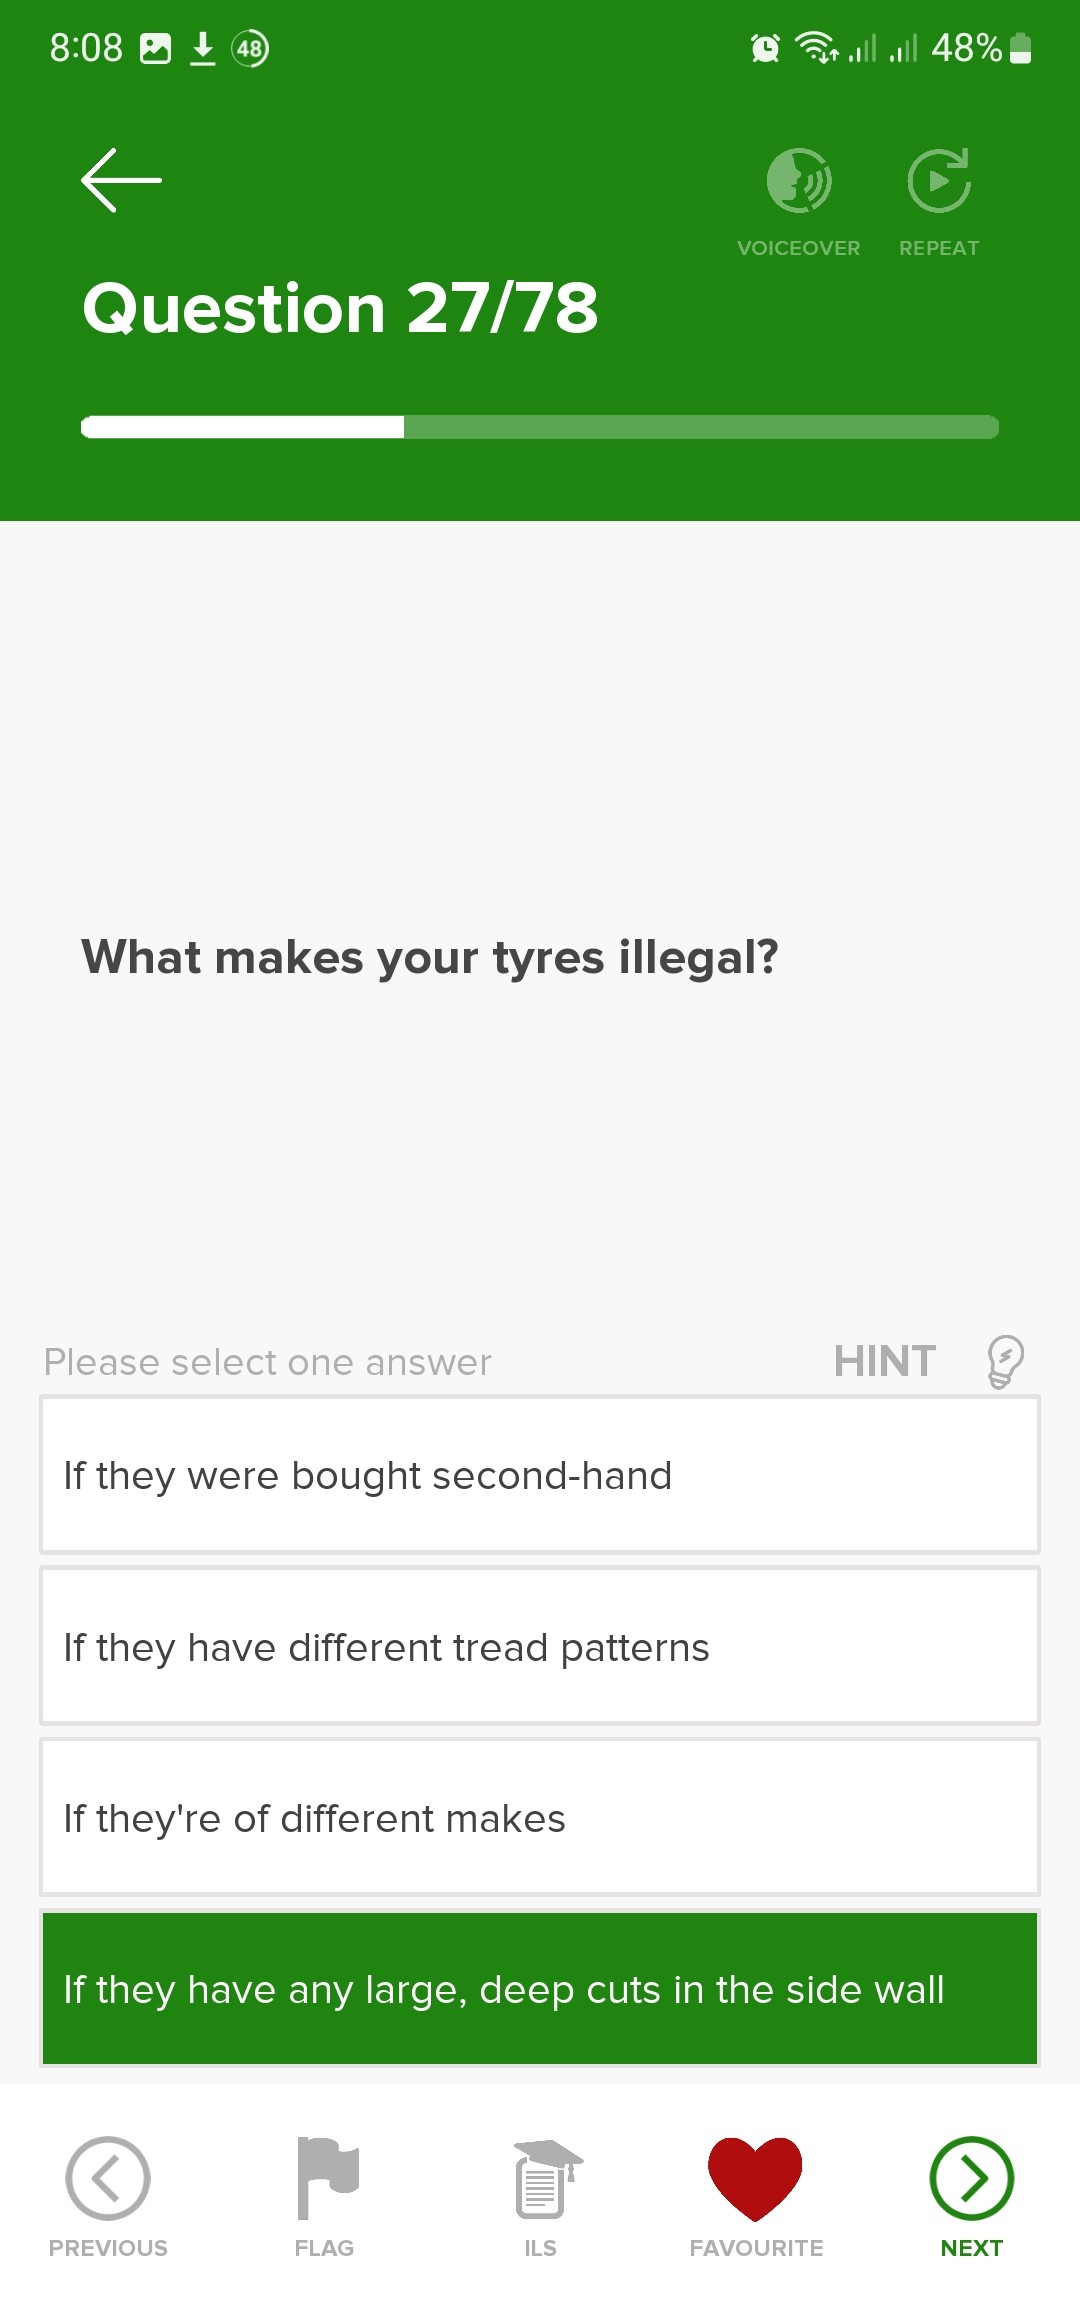 8:08 48 48%
VOICEOVER REPEAT
Question 27/78
What makes your tyres illegal?
Please select one answer HINT
If they were bought second-hand
If they have different tread patterns
If they're of different makes
If they have any large, deep cuts in the side wall
PREVIOUS FLAG ILS FAVOURITE NEXT